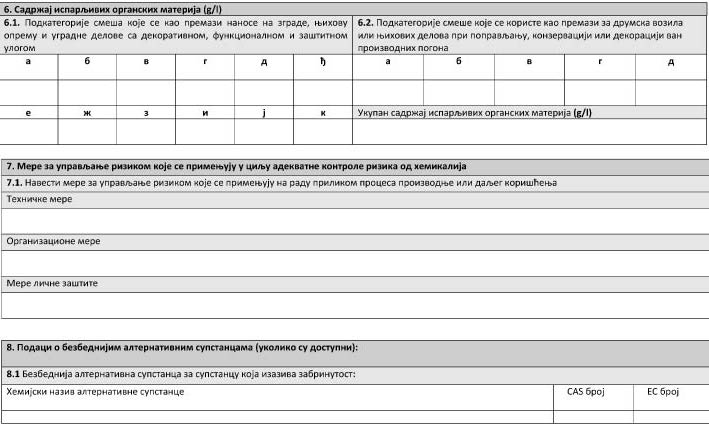 6. Садржај испарљивих органских материја (g/l)
6.1. Подкатегорије смеша које се као премази наносе на зграде, њихову
опрему и уградне делове са декоративном, функционалном и заштитном
улогом
6.2. Подкатегорије смеше које се користе као премази за друмска возила
или њихових делова при поправљању, конзервацији или декорацији ван
производних погона
а б в г д ђ
а б в г д
е ж з и ј к
Укупан садржај испарљивих органских материја (g/l)
7. Мере за управљање ризиком које се примењују у циљу адекватне контроле ризика од хемикалија
7.1. Навести мере за управљање ризиком које се примењују на раду приликом процеса производње или даљег коришћења
Техничке мере
Организационе мере
Мере личне заштите
8. Подаци о безбеднијим алтернативним супстанцама (уколико су доступни):
8.1 Безбеднија алтернативна супстанца за супстанцу која изазива забринутост:
Хемијски назив алтернативне супстанце CAS број ЕС број